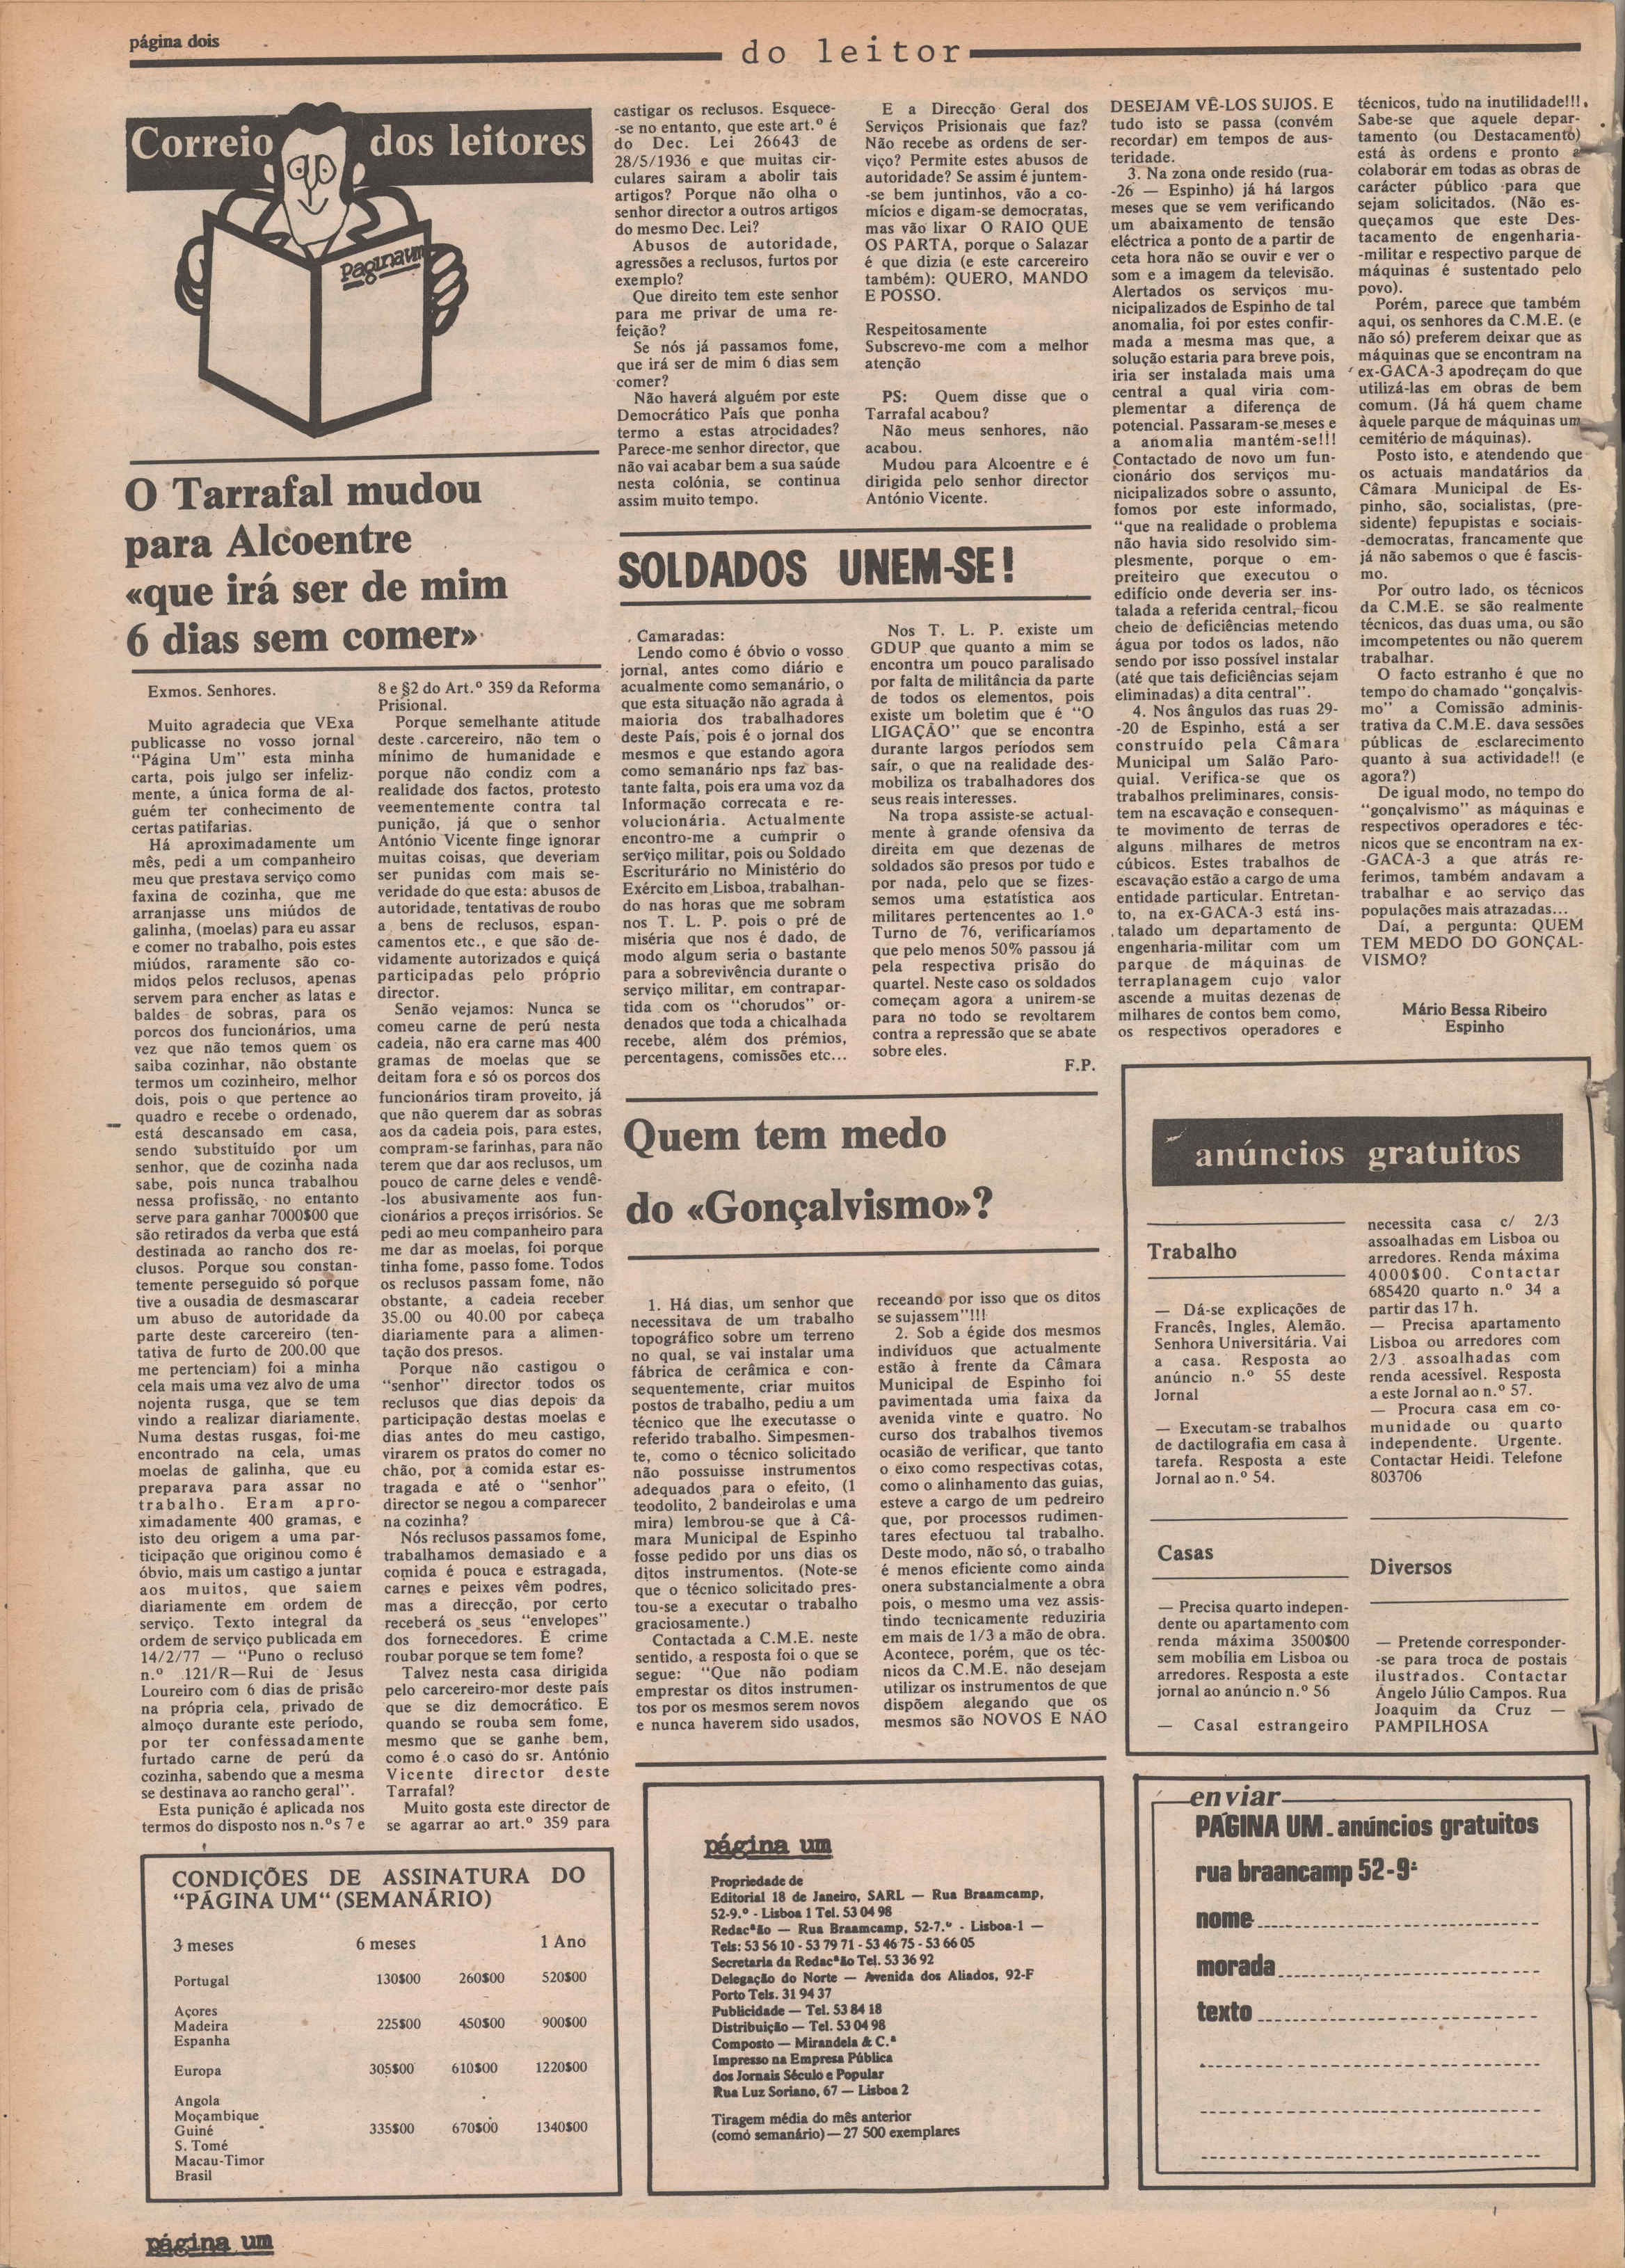 página dois
do leitor
Correio dos leitores
Paginaum
O Tarrafal mudou
para Alcoentre
«que irá ser de mim
6 dias sem comer»
Exmos. Senhores.
Muito agradecia que VExa
publicasse no vosso jornal
"Página Um" esta minha
carta, pois julgo ser infeliz-
mente, a única forma de al-
guém ter conhecimento de
certas patifarias.
Há aproximadamente um
mês, pedi a um companheiro
meu que prestava serviço como
faxina de cozinha, que me
arranjasse uns miúdos de
galinha, (moelas) para eu assar
e comer no trabalho, pois estes
miúdos, raramente são co-
midos pelos reclusos, apenas
servem para encher as latas e
baldes de sobras, para os
porcos dos funcionários, uma
vez que não temos quem os
saiba cozinhar, não obstante
termos um cozinheiro, melhor
dois, pois o que pertence ao
quadro e recebe o ordenado,
está descansado em casa,
sendo substituído por um
senhor, que de cozinha nada
sabe, pois nunca trabalhou
nessa profissão, no entanto
serve para ganhar 7000$00 que
são retirados da verba que está
destinada ao rancho dos re-
clusos. Porque sou constan-
temente perseguido só porque
tive a ousadia de desmascarar
um abuso de autoridade da
parte deste carcereiro (ten-
tativa de furto de 200.00 que
me pertenciam) foi a minha
cela mais uma vez alvo de uma
nojenta rusga, que se tem
vindo a realizar diariamente.
Numa destas rusgas, foi-me
encontrado na cela, umas
moelas de galinha, que eu
preparava para assar no
trabalho. Eram apro-
ximadamente 400 gramas, e
isto deu origem a uma par-
ticipação que originou como é
óbvio, mais um castigo a juntar
aos muitos, que saiem
diariamente em ordem de
serviço. Texto integral da
ordem de serviço publicada em
14/2/77 — "Puno o recluso
n.º 121/R—Rui de Jesus
Loureiro com 6 dias de prisão
na própria cela, privado de
almoço durante este período,
por ter confessadamente
furtado carne de perú da
cozinha, sabendo que a mesma
se destinava ao rancho geral".
Esta punição é aplicada nos
termos do disposto nos n.ºs 7 e
8 e §2 do Art.º 359 da Reforma
Prisional.
Porque semelhante atitude
deste carcereiro, não tem o
mínimo de humanidade e
porque não condiz com a
realidade dos factos, protesto
veementemente contra tal
punição, já que o senhor
António Vicente finge ignorar
muitas coisas, que deveriam
ser punidas com mais se-
veridade do que esta: abusos de
autoridade, tentativas de roubo
a bens de reclusos, espan-
camentos etc., e que são de-
vidamente autorizados e quiçá
participadas pelo próprio
director.
Senão vejamos: Nunca se
comeu carne de perú nesta
cadeia, não era carne mas 400
gramas de moelas que se
deitam fora e só os porcos dos
funcionários tiram proveito, já
que não querem dar as sobras
aos da cadeia pois, para estes,
compram-se farinhas, para não
terem que dar aos reclusos, um
pouco de carne deles e vendê-
-los abusivamente aos fun-
cionários a preços irrisórios. Se
pedi ao meu companheiro para
me dar as moelas, foi porque
tinha fome, passo fome. Todos
os reclusos passam fome, não
obstante, a cadeia receber
35.00 ou 40.00 por cabeça
diariamente para a alimen-
tação dos presos.
Porque não castigou o
"senhor" director todos os
reclusos que dias depois da
participação destas moelas e
dias antes do meu castigo,
virarem os pratos do comer no
chão, por a comida estar es-
tragada e até o "senhor"
director se negou a comparecer
na cozinha?
Nós reclusos passamos fome,
trabalhamos demasiado e a
comida é pouca e estragada,
carnes e peixes vêm podres,
mas a direcção, por certo
receberá os seus "envelopes"
dos fornecedores. É crime
roubar porque se tem fome?
Talvez nesta casa dirigida
pelo carcereiro-mor deste país
que se diz democrático. E
quando se rouba sem fome,
mesmo que se ganhe bem,
como é o caso do sr. António
Vicente director deste
Tarrafal?
Muito gosta este director de
se agarrar ao art.º 359 para
castigar os reclusos. Esquece-
-se no entanto, que este art.º é
do Dec. Lei 26643 de
28/5/1936 e que muitas cir-
culares sairam a abolir tais
artigos? Porque não olha o
senhor director a outros artigos
do mesmo Dec. Lei?
Abusos de autoridade,
agressões a reclusos, furtos por
exemplo?
Que direito tem este senhor
para me privar de uma re-
feição?
Se nós já passamos fome,
que irá ser de mim 6 dias sem
comer?
Não haverá alguém por este
Democrático País que ponha
termo a estas atrocidades?
Parece-me senhor director, que
não vai acabar bem a sua saúde
nesta colónia, se continua
assim muito tempo.
E a Direcção Geral dos
Serviços Prisionais que faz?
Não recebe as ordens de ser-
viço? Permite estes abusos de
autoridade? Se assim é juntem-
-se bem juntinhos, vão a co-
mícios e digam-se democratas,
mas vão lixar O RAIO QUE
OS PARTA, porque o Salazar
é que dizia (e este carcereiro
também): QUERO, MANDO
E POSSO.
Respeitosamente
Subscrevo-me com a melhor
atenção
PS: Quem disse que o
Tarrafal acabou?
Não meus senhores, não
acabou.
Mudou para Alcoentre e é
dirigida pelo senhor director
António Vicente.
SOLDADOS UNEM-SE!
Camaradas:
Lendo como é óbvio o vosso
jornal, antes como diário e
acualmente como semanário, o
que esta situação não agrada à
maioria dos trabalhadores
deste País, pois é o jornal dos
mesmos e que estando agora
como semanário nps faz bas-
tante falta, pois era uma voz da
Informação correcata e re-
volucionária. Actualmente
encontro-me a cumprir o
serviço militar, pois ou Soldado
Escriturário no Ministério do
Exército em Lisboa, trabalhan-
do nas horas que me sobram
nos T. L. P. pois o pré de
miséria que nos é dado, de
modo algum seria o bastante
para a sobrevivência durante o
serviço militar, em contrapar-
tida com os "chorudos" or-
denados que toda a chicalhada
recebe, além dos prémios,
percentagens, comissões etc...
Nos T. L. P. existe um
GDUP que quanto a mim se
encontra um pouco paralisado
por falta de militância da parte
de todos os elementos, pois
existe um boletim que é "O
LIGAÇÃO" que se encontra
durante largos períodos sem
saír, o que na realidade des-
mobiliza os trabalhadores dos
seus reais interesses.
Na tropa assiste-se actual-
mente à grande ofensiva da
direita em que dezenas de
soldados são presos por tudo e
por nada, pelo que se fizes-
semos uma estatística aos
militares pertencentes ao 1.º
Turno de 76, verificaríamos
que pelo menos 50% passou já
pela respectiva prisão do
quartel. Neste caso os soldados
começam agora a unirem-se
para no todo se revoltarem
contra a repressão que se abate
sobre eles.
F.P.
Quem tem medo
do «Gonçalvismo»?
1. Há dias, um senhor que
necessitava de um trabalho
topográfico sobre um terreno
no qual, se vai instalar uma
fábrica de cerâmica e con-
sequentemente, criar muitos
postos de trabalho, pediu a um
técnico que lhe executasse o
referido trabalho. Simpesmen-
te, como o técnico solicitado
não possuisse instrumentos
adequados para o efeito, (1
teodolito, 2 bandeirolas e uma
mira) lembrou-se que à Câ-
mara Municipal de Espinho
fosse pedido por uns dias os
ditos instrumentos. (Note-se
que o técnico solicitado pres-
tou-se a executar o trabalho
graciosamente.)
Contactada a C.M.E. neste
sentido, a resposta foi o que se
segue: "Que não podiam
emprestar os ditos instrumen-
tos por os mesmos serem novos
e nunca haverem sido usados,
receando por isso que os ditos
se sujassem"!!!
2. Sob a égide dos mesmos
indivíduos que actualmente
estão à frente da Câmara
Municipal de Espinho foi
pavimentada uma faixa da
avenida vinte e quatro. No
curso dos trabalhos tivemos
ocasião de verificar, que tanto
o eixo como respectivas cotas,
como o alinhamento das guias,
esteve a cargo de um pedreiro
que, por processos rudimen-
tares efectuou tal trabalho.
Deste modo, não só, o trabalho
é menos eficiente como ainda
onera substancialmente a obra
pois, o mesmo uma vez assis-
tindo tecnicamente reduziria
em mais de 1/3 a mão de obra.
Acontece, porém, que os téc-
nicos da C.M.E. não desejam
utilizar os instrumentos de que
dispõem alegando que os
mesmos são NOVOS E NÃO
DESEJAM VÊ-LOS SUJOS. E
tudo isto se passa (convém
recordar) em tempos de aus-
teridade.
3. Na zona onde resido (rua-
-26 — Espinho) já há largos
meses que se vem verificando
um abaixamento de tensão
eléctrica a ponto de a partir de
ceta hora não se ouvir e ver o
som e a imagem da televisão.
Alertados os serviços mu-
nicipalizados de Espinho de tal
anomalia, foi por estes confir-
mada a mesma mas que, a
solução estaria para breve pois,
iria ser instalada mais uma
central a qual viria com-
plementar a diferença de
potencial. Passaram-se meses e
a anomalia mantém-se!!!
Contactado de novo um fun-
cionário dos serviços mu-
nicipalizados sobre o assunto,
fomos por este informado,
"que na realidade o problema
não havia sido resolvido sim-
plesmente, porque o em-
preiteiro que executou o
edifício onde deveria ser ins-
talada a referida central, ficou
cheio de deficiências metendo
água por todos os lados, não
sendo por isso possível instalar
(até que tais deficiências sejam
eliminadas) a dita central".
4. Nos ângulos das ruas 29-
-20 de Espinho, está a ser
construído pela Câmara
Municipal um Salão Paro-
quial. Verifica-se que os
trabalhos preliminares, consis-
tem na escavação e consequen-
te movimento de terras de
alguns milhares de metros
cúbicos. Estes trabalhos de
escavação estão a cargo de uma
entidade particular. Entretan-
to, na ex-GACA-3 está ins-
talado um departamento de
engenharia-militar com um
parque de máquinas de
terraplanagem cujo valor
ascende a muitas dezenas de
milhares de contos bem como,
os respectivos operadores e
técnicos, tudo na inutilidade!!!
Sabe-se que aquele depar-
tamento (ou Destacamento)
está às ordens e pronto a
colaborar em todas as obras de
carácter público para que
sejam solicitados. (Não es-
queçamos que este Des-
tacamento de engenharia-
-militar e respectivo parque de
máquinas é sustentado pelo
povo).
Porém, parece que também
aqui, os senhores da C.M.E. (e
não só) preferem deixar que as
máquinas que se encontram na
ex-GACA-3 apodreçam do que
utilizá-las em obras de bem
comum. (Já há quem chame
àquele parque de máquinas um
cemitério de máquinas).
Posto isto, e atendendo que
os actuais mandatários da
Câmara Municipal de Es-
pinho, são, socialistas, (pre-
sidente) fepupistas e sociais-
-democratas, francamente que
já não sabemos o que é fascis-
mo.
Por outro lado, os técnicos
da C.M.E. se são realmente
técnicos, das duas uma, ou são
imcompetentes ou não querem
trabalhar.
O facto estranho é que no
tempo do chamado "gonçalvis-
mo" a Comissão adminis-
trativa da C.M.E. dava sessões
públicas de esclarecimento
quanto à sua actividade!! (e
agora?)
De igual modo, no tempo do
"gonçalvismo" as máquinas e
respectivos operadores e téc-
nicos que se encontram na ex-
-GACA-3 a que atrás re-
ferimos, também andavam a
trabalhar e ao serviço das
populações mais atrazadas...
Daí, a pergunta: QUEM
TEM MEDO DO GONÇAL-
VISMO?
Mário Bessa Ribeiro
Espinho
anúncios gratuitos
Trabalho
— Dá-se explicações de
Francês, Ingles, Alemão.
Senhora Universitária. Vai
a casa. Resposta ao
anúncio n.º 55 deste
Jornal
— Executam-se trabalhos
de dactilografia em casa à
tarefa. Resposta a este
Jornal ao n.º 54.
Casas
— Precisa quarto indepen-
dente ou apartamento com
renda máxima 3500$00
sem mobília em Lisboa ou
arredores. Resposta a este
jornal ao anúncio n.º 56
— Casal estrangeiro
necessita casa c/ 2/3
assoalhadas em Lisboa ou
arredores. Renda máxima
4000$00. Contactar
685420 quarto n.º 34 a
partir das 17 h.
— Precisa apartamento
Lisboa ou arredores com
2/3 assoalhadas com
renda acessível. Resposta
a este Jornal ao n.º 57.
— Procura casa em co-
munidade ou quarto
independente. Urgente.
Contactar Heidi. Telefone
803706
Diversos
— Pretende corresponder-
-se para troca de postais
ilustrados. Contactar
Ângelo Júlio Campos. Rua
Joaquim da Cruz —
PAMPILHOSA
CONDIÇÕES DE ASSINATURA DO
"PÁGINA UM" (SEMANÁRIO)
3 meses 6 meses 1 Ano
Portugal 130$00 260$00 520$00
Açores
Madeira 225$00 450$00 900$00
Espanha
Europa 305$00 610$00 1220$00
Angola
Moçambique
Guiné 335$00 670$00 1340$00
S. Tomé
Macau-Timor
Brasil
página um
Propriedade de
Editorial 18 de Janeiro, SARL — Rua Braamcamp,
52-9.º - Lisboa 1 Tel. 53 04 98
Redacªão — Rua Braamcamp, 52-7.º - Lisboa-1 —
Tels: 53 56 10 - 53 79 71 - 53 46 75 - 53 66 05
Secretaria da Redacªão Tel. 53 36 92
Delegação do Norte — Avenida dos Aliados, 92-F
Porto Tels. 31 94 37
Publicidade — Tel. 53 84 18
Distribuição — Tel. 53 04 98
Composto — Mirandela & C.ª
Impresso na Empresa Pública
dos Jornais Século e Popular
Rua Luz Soriano, 67 — Lisboa 2
Tiragem média do mês anterior
(como semanário) — 27 500 exemplares
enviar
PÁGINA UM - anúncios gratuitos
rua braancamp 52-9º
nome
morada
texto
página um